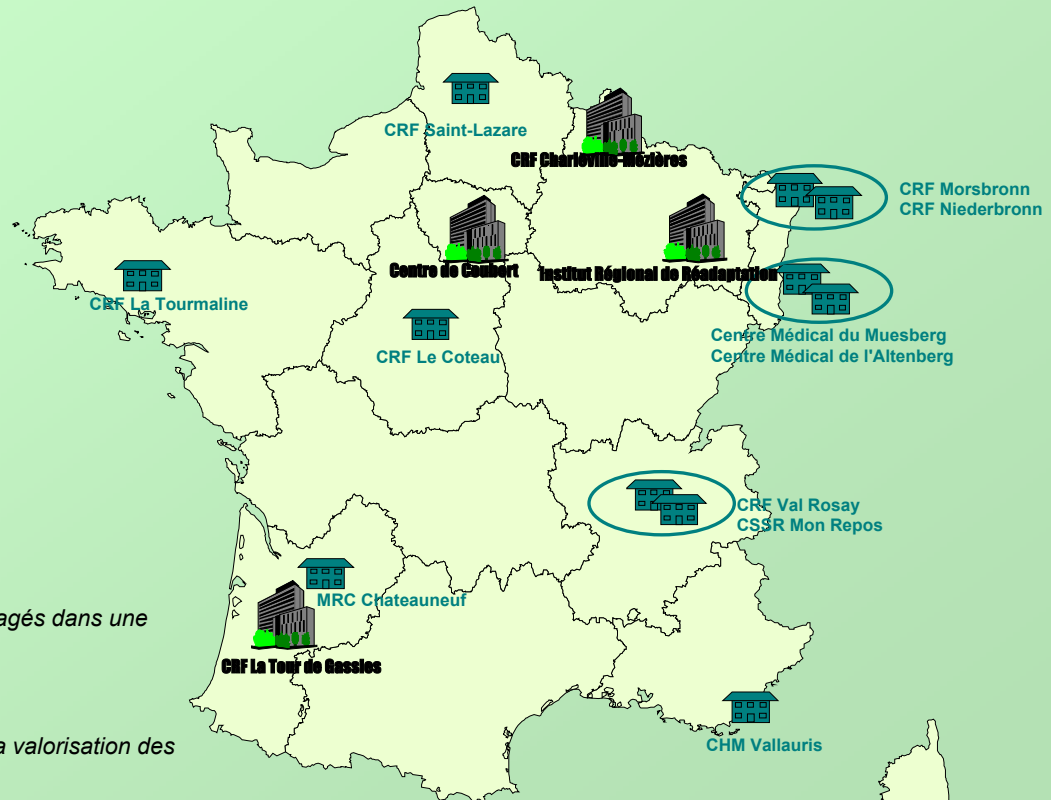 CRF Saint-Lazare
CRF Charleville-Mézières
CRF Morsbronn
CRF Niederbronn
Centre de Coubert
Institut Régional de Réadaptation
CRF La Tourmaline
Centre Médical du Muesberg
Centre Médical de l'Altenberg
CRF Le Coteau
CRF Val Rosay
CSSR Mon Repos
MRC Chateauneuf
agés dans une
CRF La Tour de Gassies
a valorisation des
CHM Vallauris